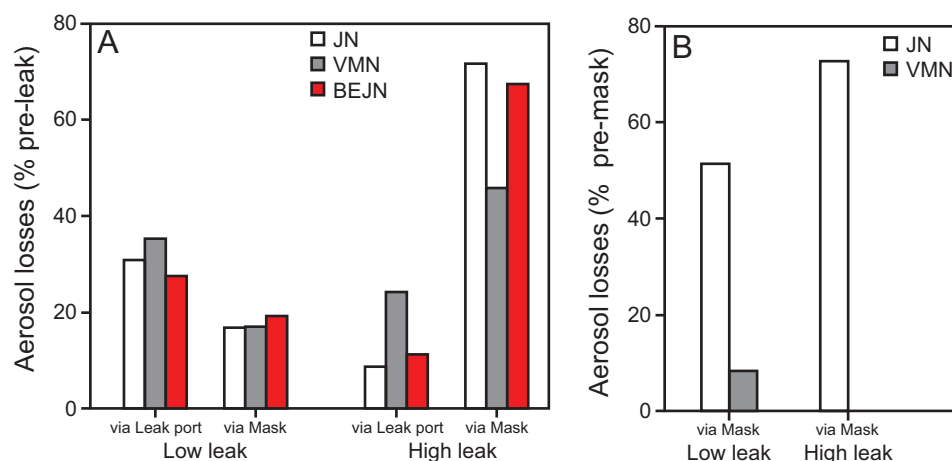 A
JN
VMN
BEJN
Aerosol losses (% pre-leak)
80
60
40
20
0
via Leak port
via Mask
via Leak port
via Mask
Low leak
High leak
B
JN
VMN
Aerosol losses (% pre-mask)
80
60
40
20
0
via Mask
via Mask
Low leak
High leak